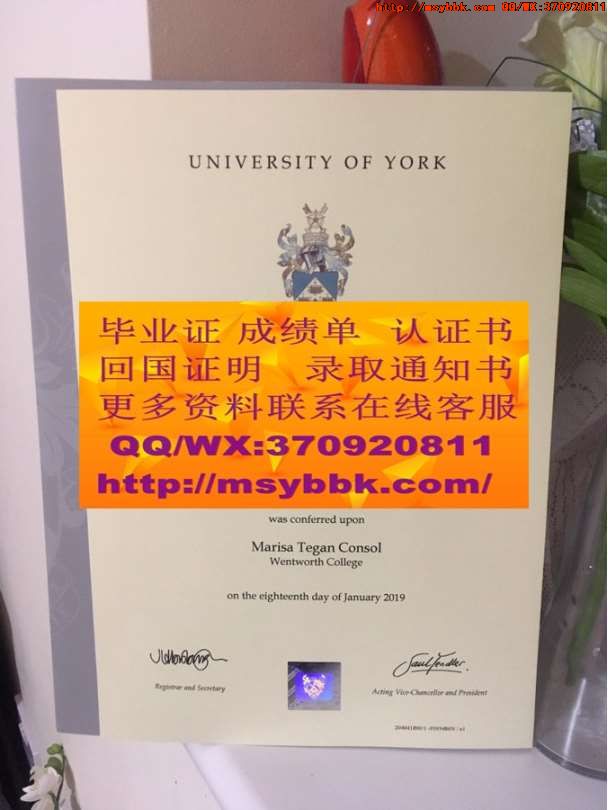 http://msybbk.com QQ/WX:370920811
UNIVERSITY OF YORK
毕业证 成绩单 认证书
回国证明 录取通知书
更多资料联系在线客服
QQ/WX:370920811
http://msybbk.com/
was conferred upon
Marisa Tegan Consol
Wentworth College
on the eighteenth day of January 2019
Registrar and Secretary
Acting Vice-Chancellor and President